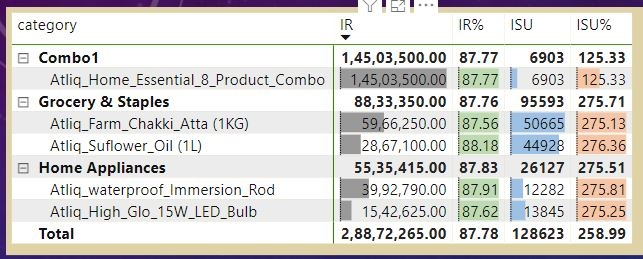 category IR IR% ISU ISU%
Combo1 1,45,03,500.00 87.77 6903 125.33
Atliq_Home_Essential_8_Product_Combo 1,45,03,500.00 87.77 6903 125.33
Grocery & Staples 88,33,350.00 87.76 95593 275.71
Atliq_Farm_Chakki_Atta (1KG) 59,66,250.00 87.56 50665 275.13
Atliq_Suflower_Oil (1L) 28,67,100.00 88.18 44928 276.36
Home Appliances 55,35,415.00 87.83 26127 275.51
Atliq_waterproof_Immersion_Rod 39,92,790.00 87.91 12282 275.81
Atliq_High_Glo_15W_LED_Bulb 15,42,625.00 87.62 13845 275.25
Total 2,88,72,265.00 87.78 128623 258.99